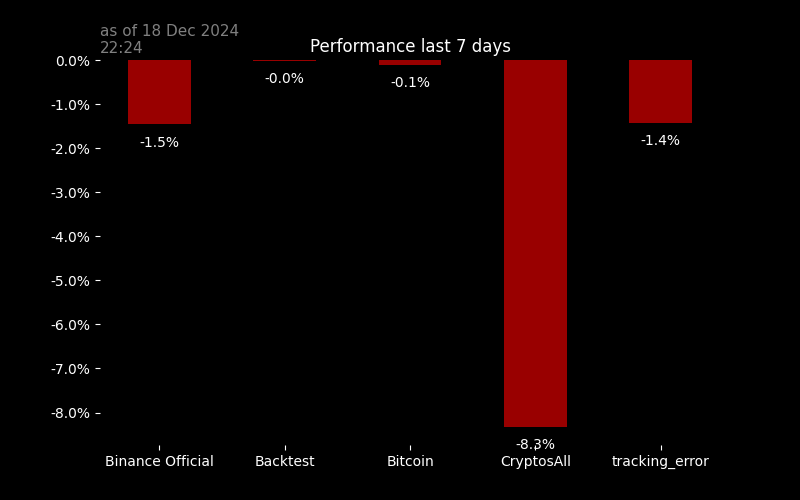 as of 18 Dec 2024
22:24
Performance last 7 days
0.0%
-1.0%
-2.0%
-3.0%
-4.0%
-5.0%
-6.0%
-7.0%
-8.0%
-1.5%
-0.0%
-0.1%
-8.3%
-1.4%
Binance Official
Backtest
Bitcoin
CryptosAll
tracking_error